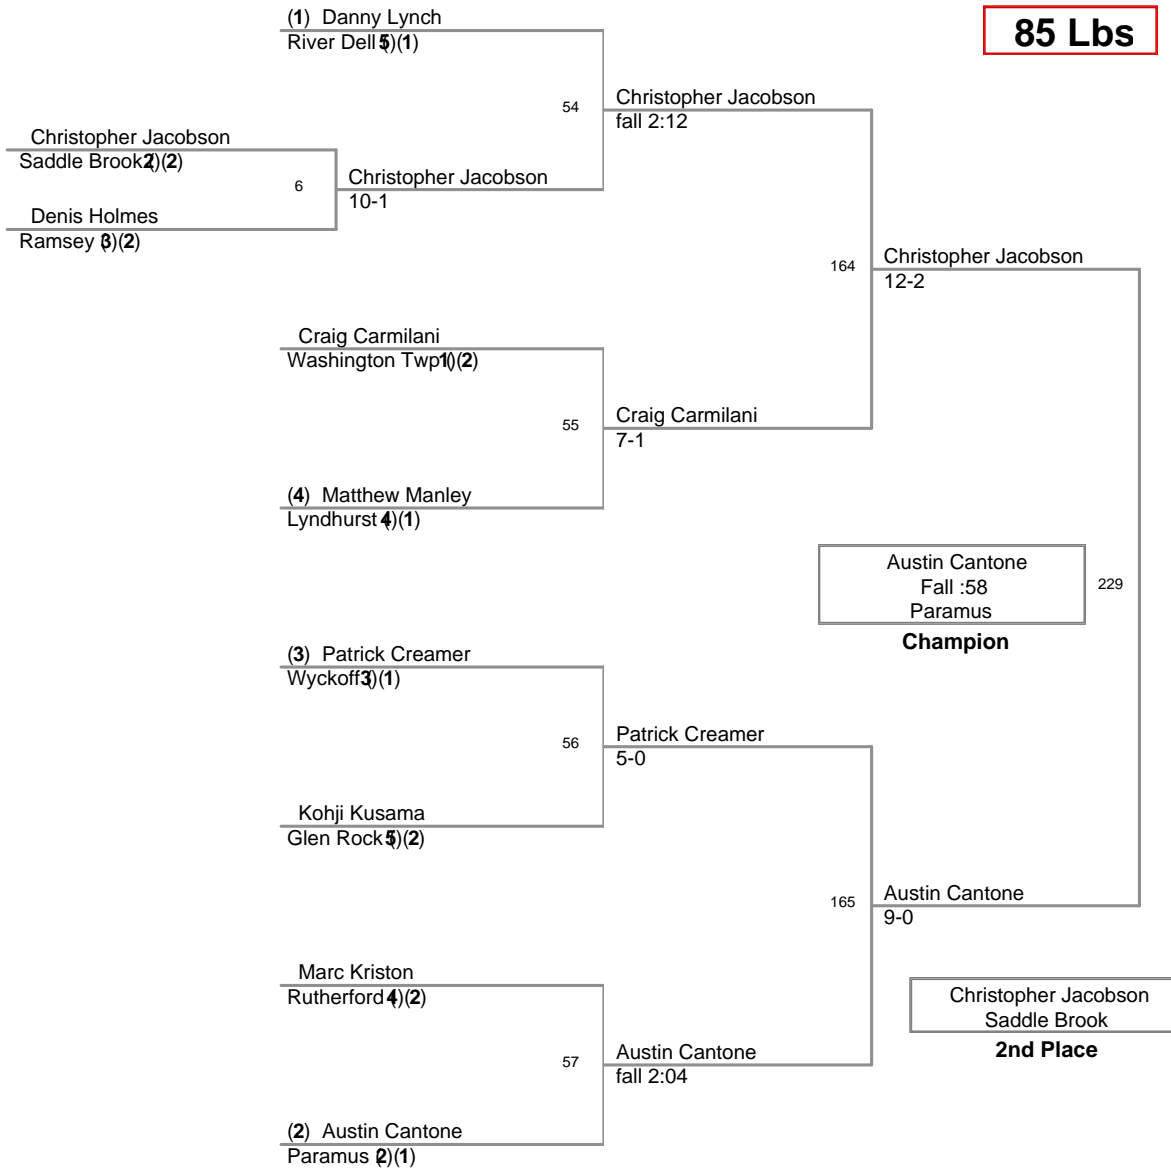 (1) Danny Lynch
River Dell (5)(1)
85 Lbs
54
Christopher Jacobson
fall 2:12
Christopher Jacobson
Saddle Brook (2)(2)
6
Christopher Jacobson
10-1
Denis Holmes
Ramsey (3)(2)
164
Christopher Jacobson
12-2
Craig Carmilani
Washington Twp (1)(2)
55
Craig Carmilani
7-1
(4) Matthew Manley
Lyndhurst (4)(1)
Austin Cantone
Fall :58
Paramus
229
Champion
(3) Patrick Creamer
Wyckoff (3)(1)
56
Patrick Creamer
5-0
Kohji Kusama
Glen Rock (5)(2)
165
Austin Cantone
9-0
Marc Kriston
Rutherford (4)(2)
Christopher Jacobson
Saddle Brook
2nd Place
57
Austin Cantone
fall 2:04
(2) Austin Cantone
Paramus (2)(1)